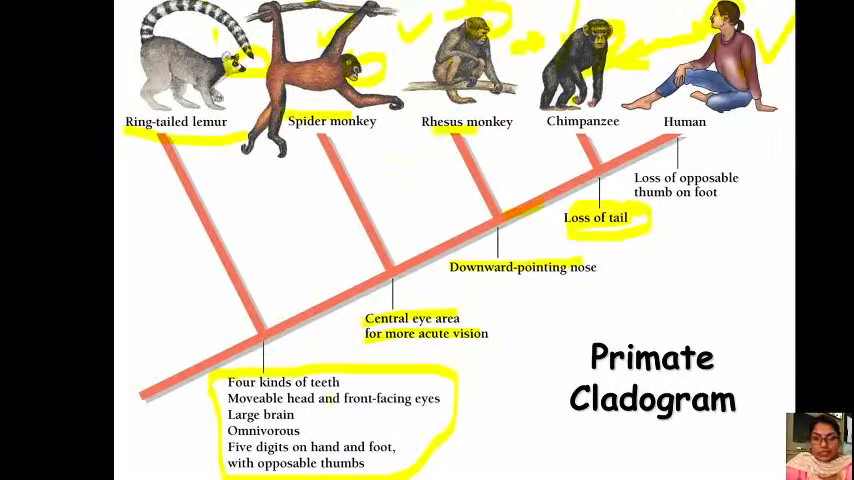 Ring-tailed lemur
Spider monkey
Rhesus monkey
Chimpanzee
Human
Loss of opposable
thumb on foot
Loss of tail
Downward-pointing nose
Central eye area
for more acute vision
Four kinds of teeth
Moveable head and front-facing eyes
Large brain
Omnivorous
Five digits on hand and foot,
with opposable thumbs
Primate
Cladogram